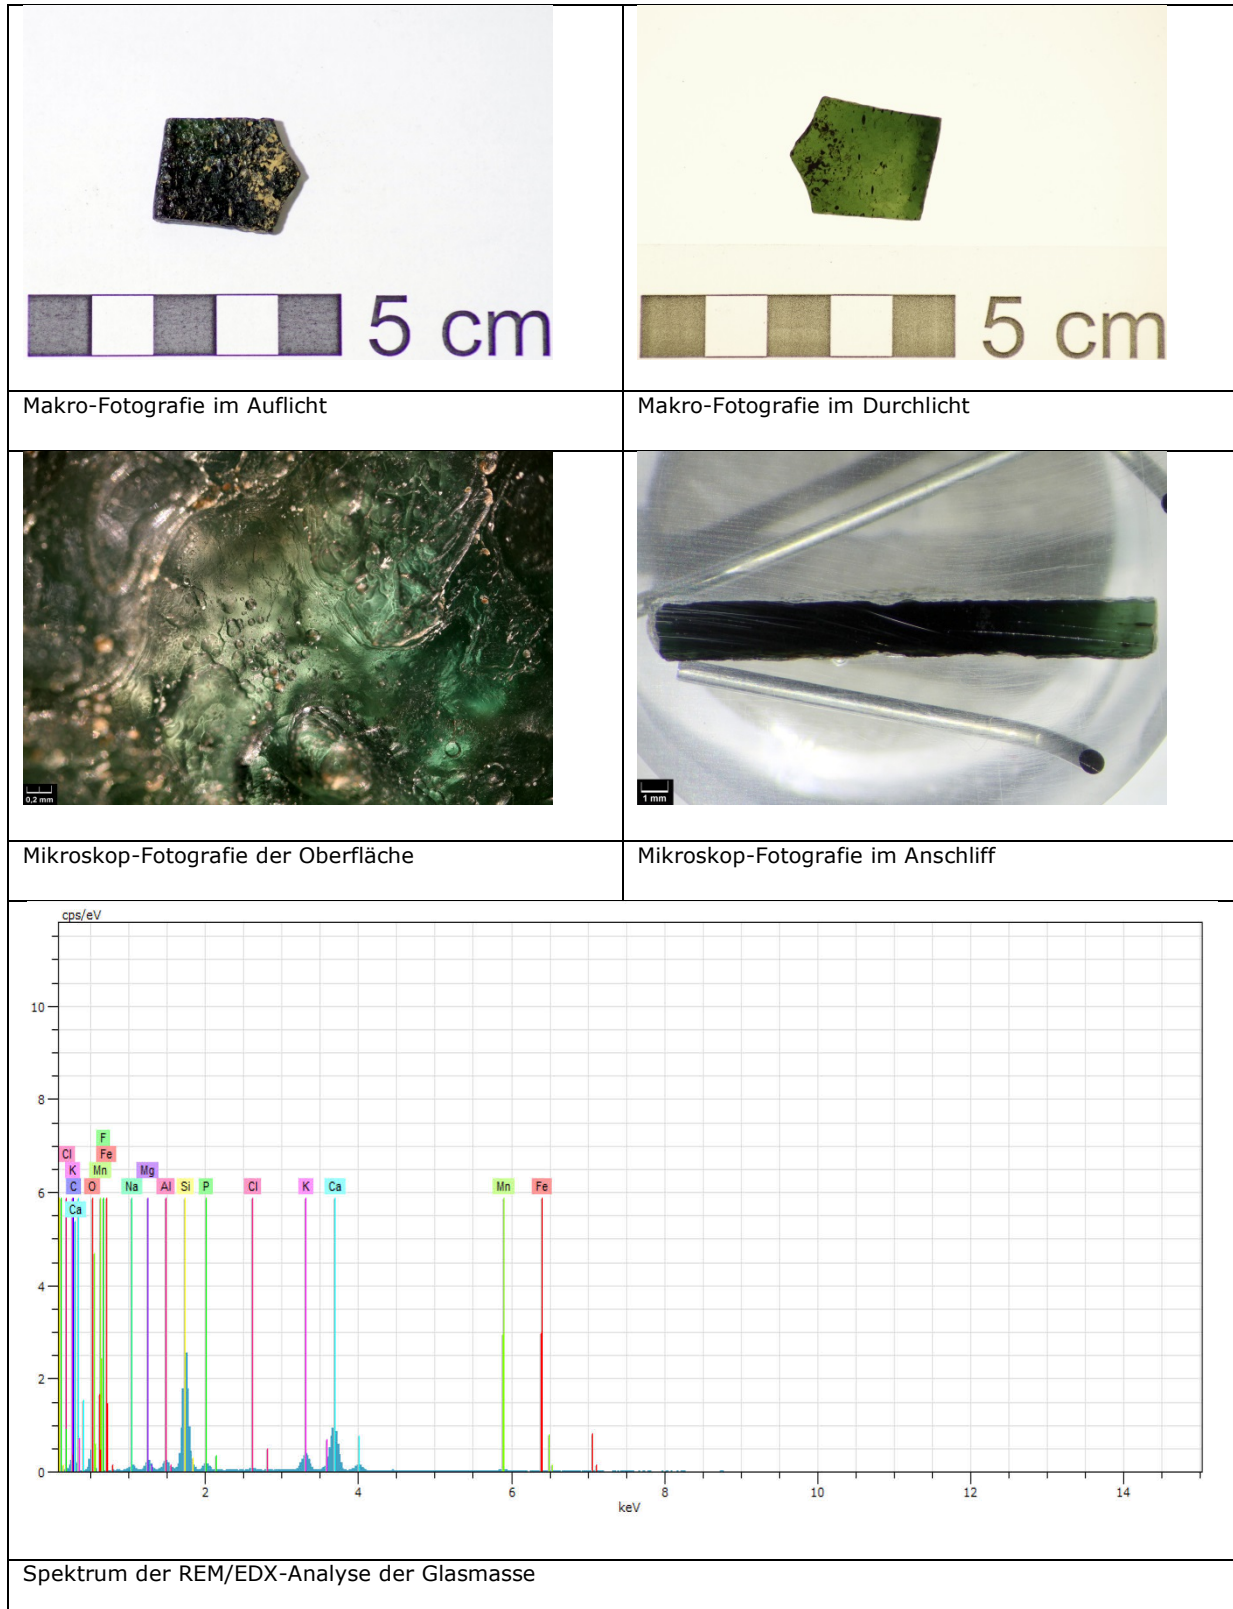 5 cm
5 cm
Makro-Fotografie im Auflicht
Makro-Fotografie im Durchlicht
0,2 mm
1 mm
Mikroskop-Fotografie der Oberfläche
Mikroskop-Fotografie im Anschliff
cps/eV
10
8
6
4
2
0
F
Cl Fe
K Mn Mg
C O Na Al Si P Cl K Ca Mn Fe
Ca
2 4 6 8 10 12 14
keV
Spektrum der REM/EDX-Analyse der Glasmasse